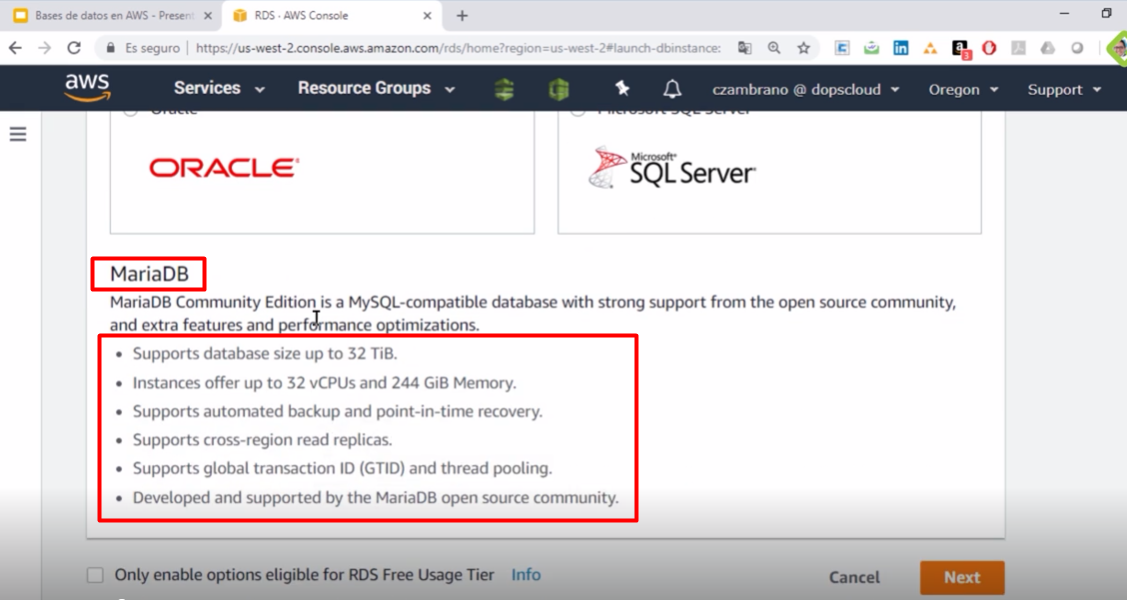 Bases de datos en AWS - Present
RDS · AWS Console
Es seguro
https://us-west-2.console.aws.amazon.com/rds/home?region=us-west-2#launch-dbinstance:
aws
Services
Resource Groups
czambrano @ dopscloud
Oregon
Support
Oracle
Microsoft SQL Server
ORACLE
Microsoft
SQL Server
MariaDB
MariaDB Community Edition is a MySQL-compatible database with strong support from the open source community,
and extra features and performance optimizations.
• Supports database size up to 32 TiB.
• Instances offer up to 32 vCPUs and 244 GiB Memory.
• Supports automated backup and point-in-time recovery.
• Supports cross-region read replicas.
• Supports global transaction ID (GTID) and thread pooling.
• Developed and supported by the MariaDB open source community.
Only enable options eligible for RDS Free Usage Tier Info
Cancel
Next